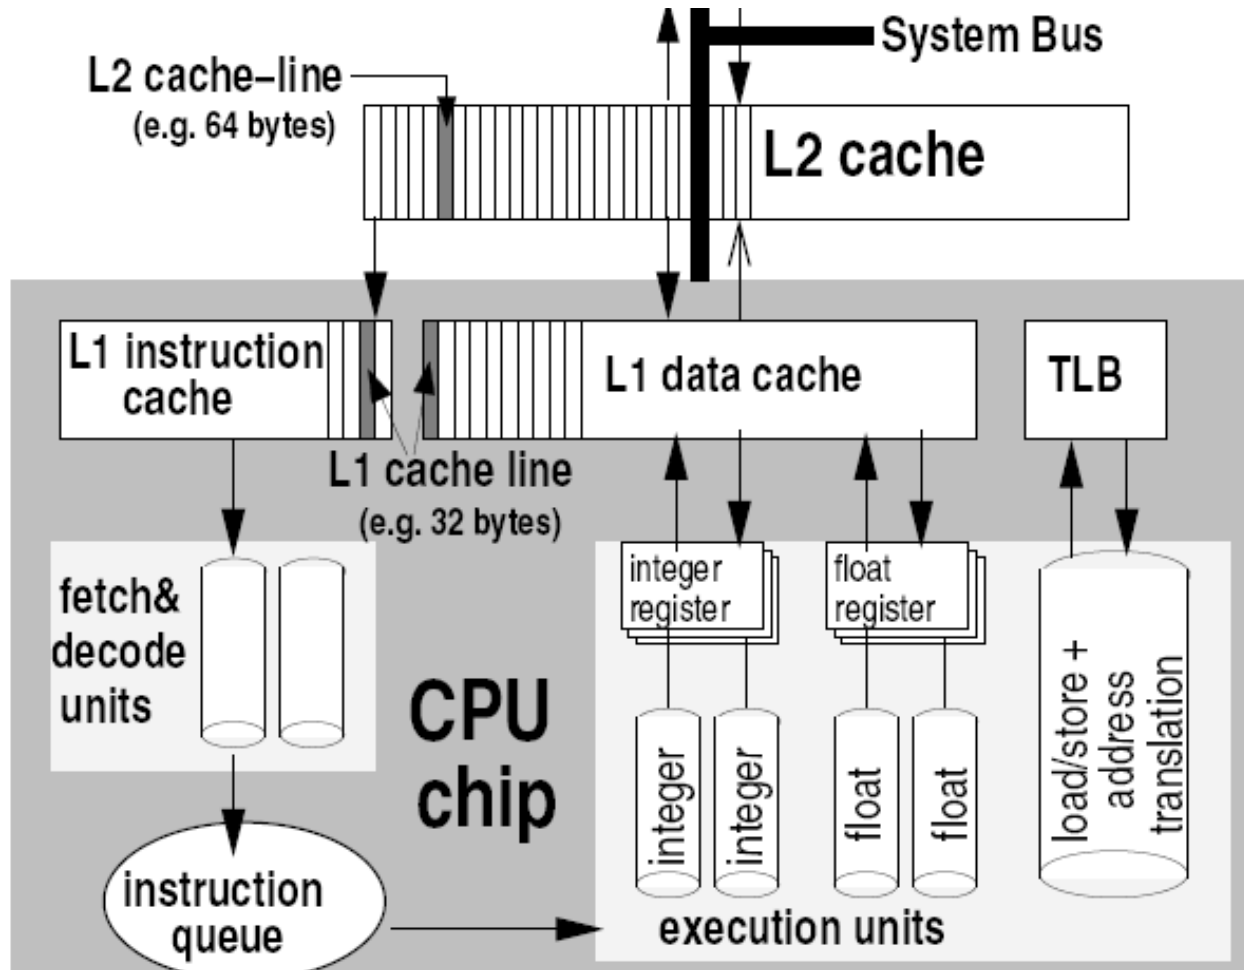 System Bus
L2 cache–line
(e.g. 64 bytes)
L2 cache
L1 instruction
cache
L1 data cache
TLB
L1 cache line
(e.g. 32 bytes)
fetch&
decode
units
integer
register
float
register
CPU
chip
integer
integer
float
float
load/store +
address
translation
instruction
queue
execution units